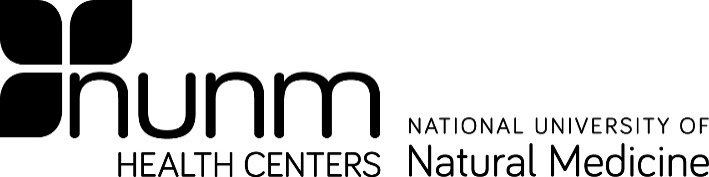 nunm
HEALTH CENTERS
NATIONAL UNIVERSITY OF
Natural Medicine